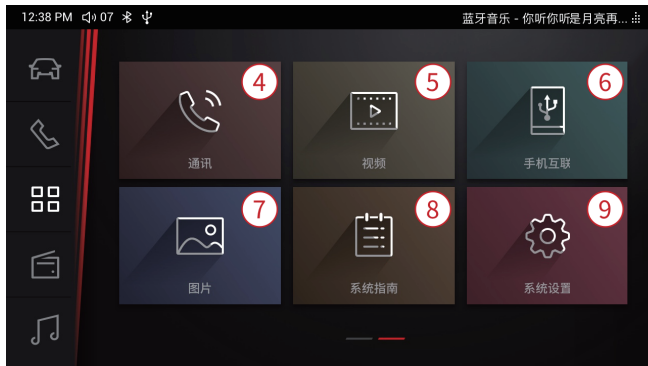 12:38 PM 07 蓝牙音乐 - 你听你听是月亮再...
4 5 6
通讯 视频 手机互联
7 8 9
图片 系统指南 系统设置